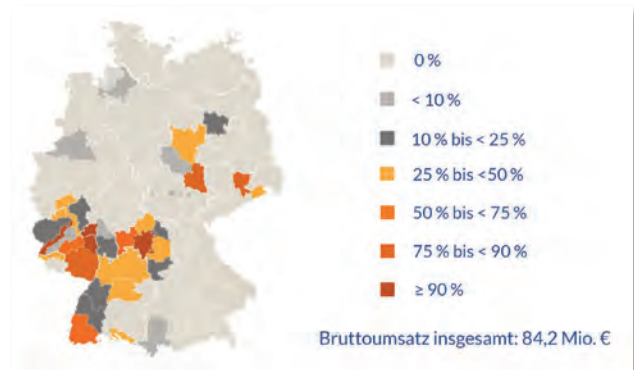 0 %
< 10 %
10 % bis < 25 %
25 % bis <50 %
50 % bis < 75 %
75 % bis < 90 %
≥ 90 %
Bruttoumsatz insgesamt: 84,2 Mio. €